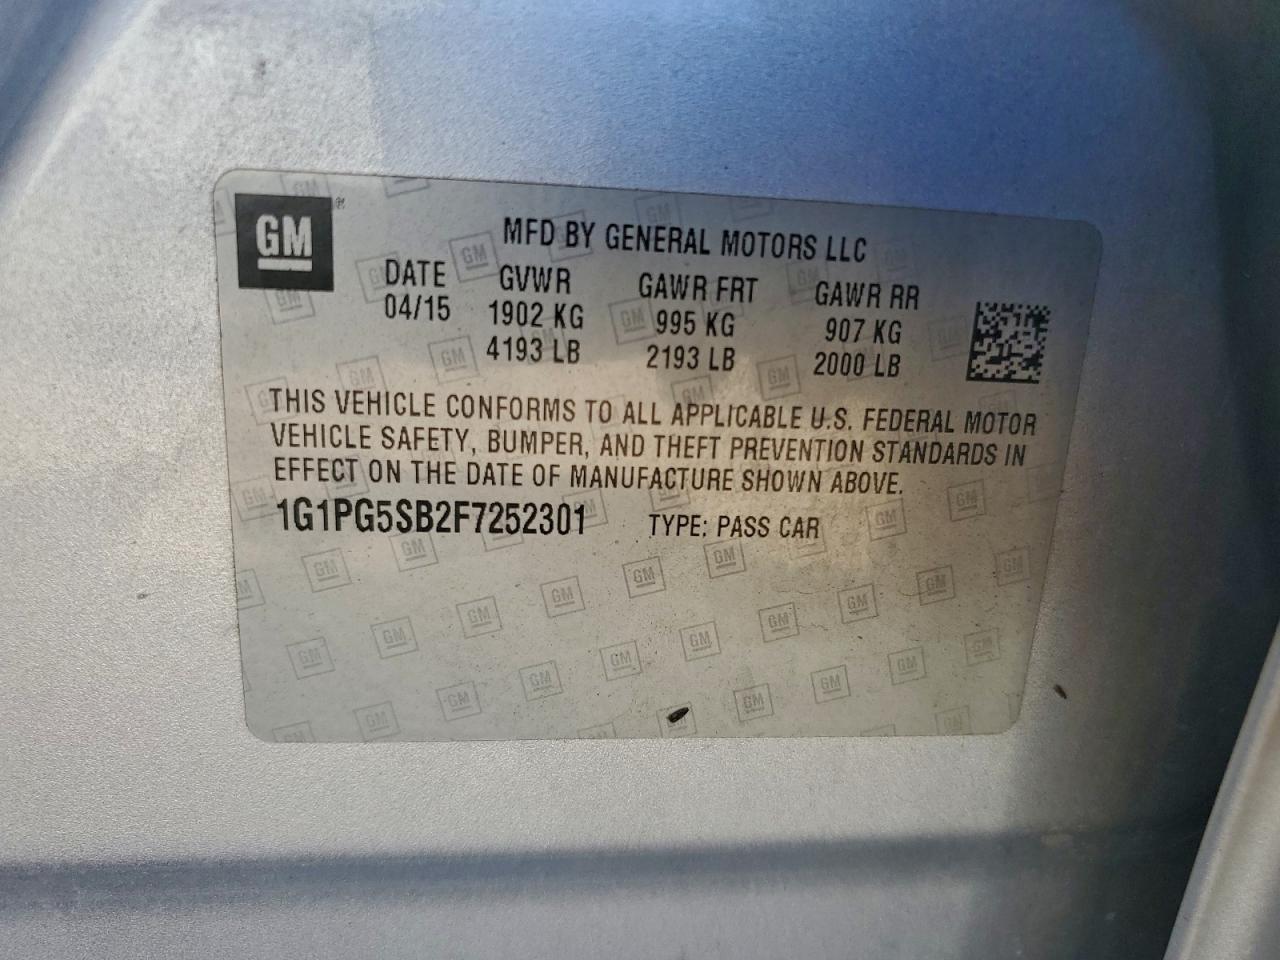 GM
MFD BY GENERAL MOTORS LLC
DATE GVWR GAWR FRT GAWR RR
04/15 1902 KG 995 KG 907 KG
4193 LB 2193 LB 2000 LB
THIS VEHICLE CONFORMS TO ALL APPLICABLE U.S. FEDERAL MOTOR
VEHICLE SAFETY, BUMPER, AND THEFT PREVENTION STANDARDS IN
EFFECT ON THE DATE OF MANUFACTURE SHOWN ABOVE.
1G1PG5SB2F7252301 TYPE: PASS CAR